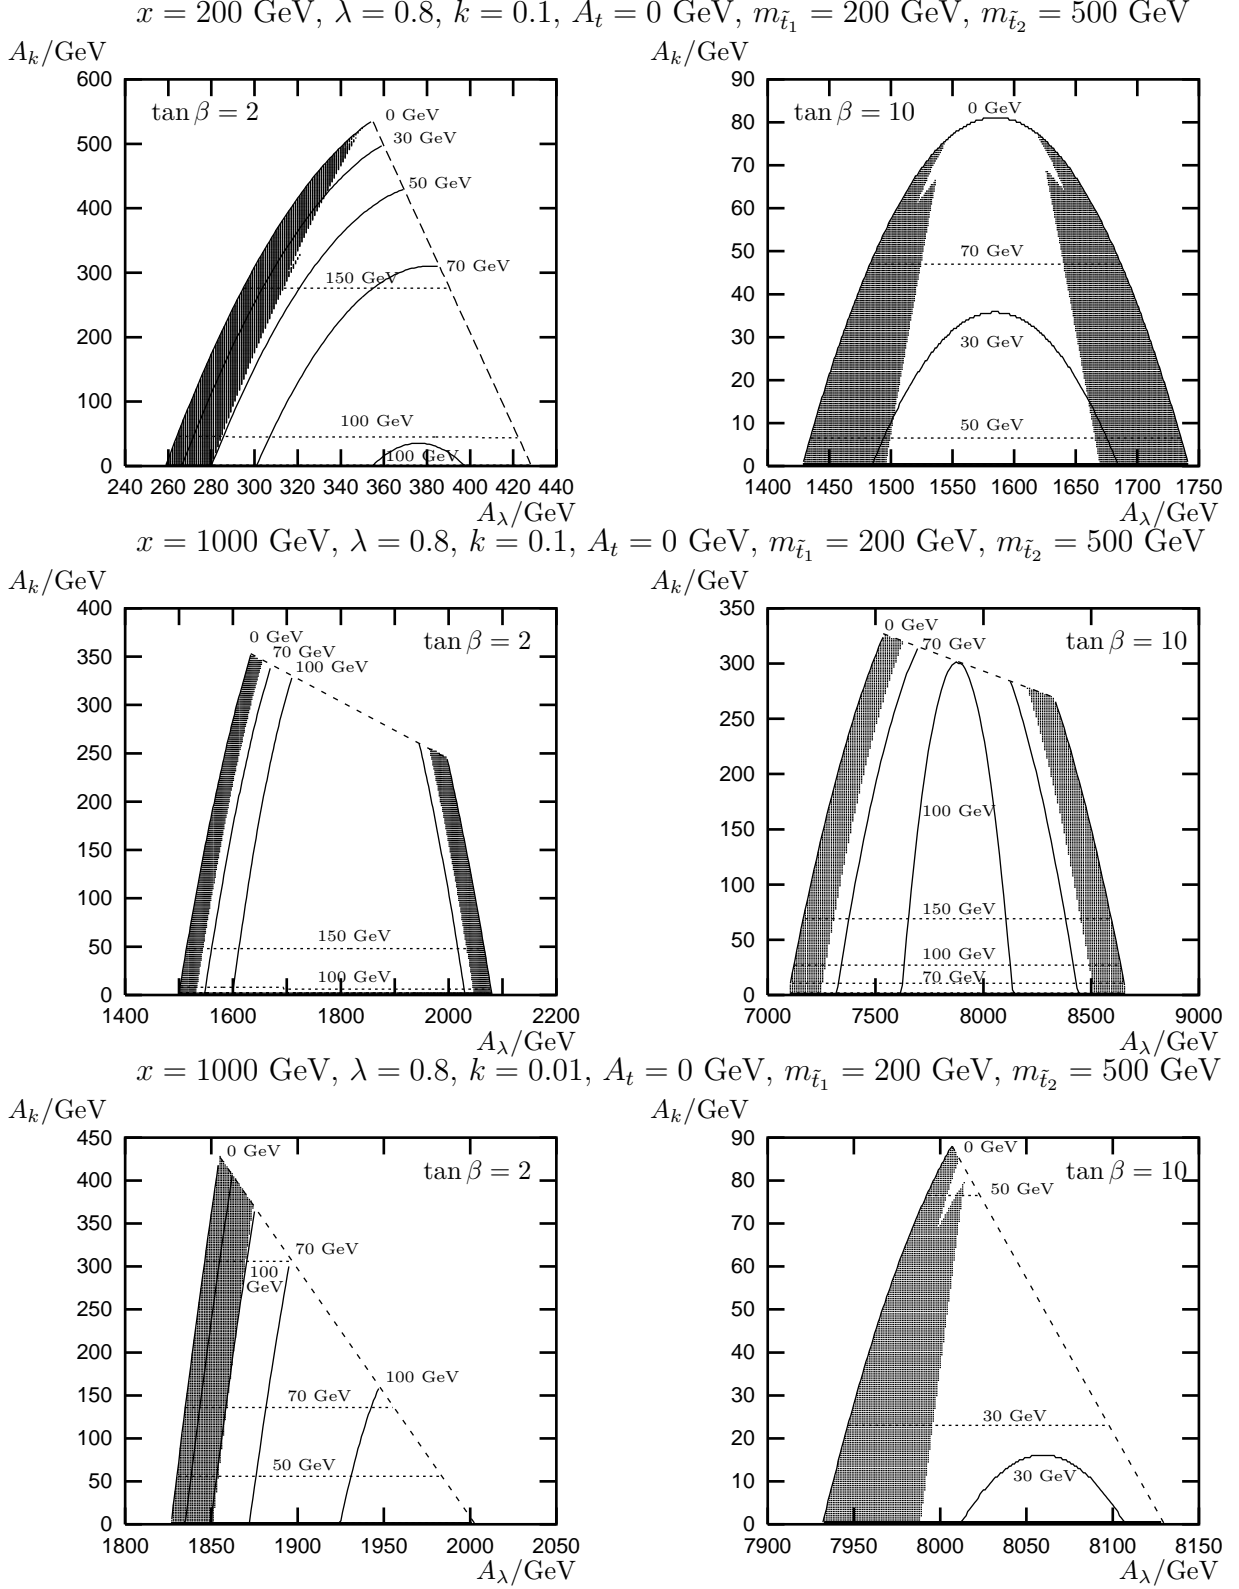 x = 200 GeV, λ = 0.8, k = 0.1, A_t = 0 GeV, m_{t̃_1} = 200 GeV, m_{t̃_2} = 500 GeV
A_k/GeV
600
500
400
300
200
100
0
tan β = 2
0 GeV
30 GeV
50 GeV
70 GeV
150 GeV
100 GeV
100 GeV
240 260 280 300 320 340 360 380 400 420 440
A_λ/GeV
A_k/GeV
90
80
70
60
50
40
30
20
10
0
tan β = 10
0 GeV
70 GeV
30 GeV
50 GeV
1400 1450 1500 1550 1600 1650 1700 1750
A_λ/GeV
x = 1000 GeV, λ = 0.8, k = 0.1, A_t = 0 GeV, m_{t̃_1} = 200 GeV, m_{t̃_2} = 500 GeV
A_k/GeV
400
350
300
250
200
150
100
50
0
tan β = 2
0 GeV
70 GeV
100 GeV
150 GeV
100 GeV
1400 1600 1800 2000 2200
A_λ/GeV
A_k/GeV
350
300
250
200
150
100
50
0
tan β = 10
0 GeV
70 GeV
100 GeV
150 GeV
100 GeV
70 GeV
7000 7500 8000 8500 9000
A_λ/GeV
x = 1000 GeV, λ = 0.8, k = 0.01, A_t = 0 GeV, m_{t̃_1} = 200 GeV, m_{t̃_2} = 500 GeV
A_k/GeV
450
400
350
300
250
200
150
100
50
0
tan β = 2
0 GeV
70 GeV
100
GeV
100 GeV
70 GeV
50 GeV
1800 1850 1900 1950 2000 2050
A_λ/GeV
A_k/GeV
90
80
70
60
50
40
30
20
10
0
tan β = 10
0 GeV
50 GeV
30 GeV
30 GeV
7900 7950 8000 8050 8100 8150
A_λ/GeV